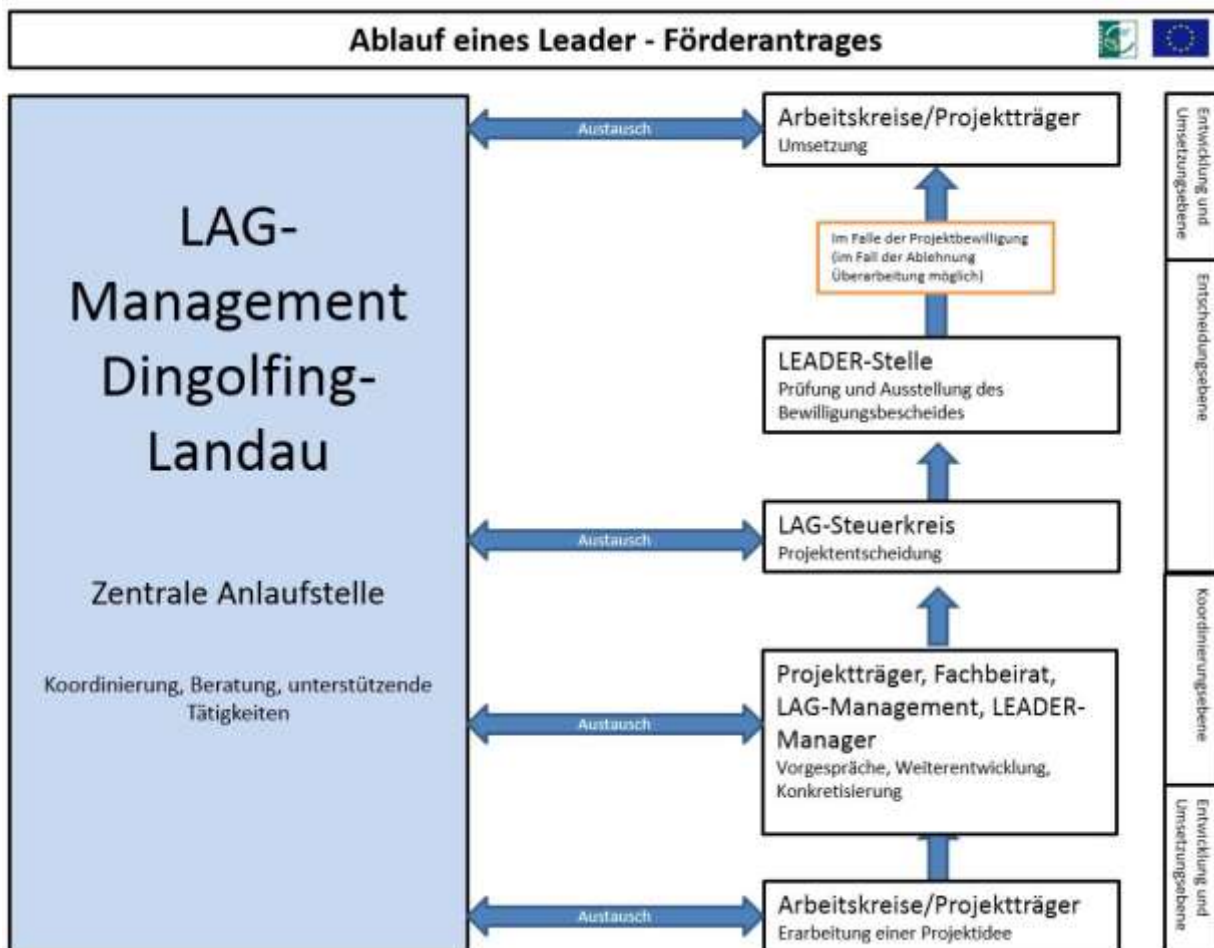 Ablauf eines Leader - Förderantrages
LAG-
Management
Dingolfing-
Landau
Zentrale Anlaufstelle
Koordinierung, Beratung, unterstützende
Tätigkeiten
Austausch
Arbeitskreise/Projektträger
Umsetzung
Im Falle der Projektbewilligung
(im Fall der Ablehnung
Überarbeitung möglich)
LEADER-Stelle
Prüfung und Ausstellung des
Bewilligungsbescheides
Austausch
LAG-Steuerkreis
Projektentscheidung
Austausch
Projektträger, Fachbeirat,
LAG-Management, LEADER-
Manager
Vorgespräche, Weiterentwicklung,
Konkretisierung
Austausch
Arbeitskreise/Projektträger
Erarbeitung einer Projektidee
Entwicklung und
Umsetzungsebene
Entscheidungsebene
Koordinierungsebene
Entwicklung und
Umsetzungsebene